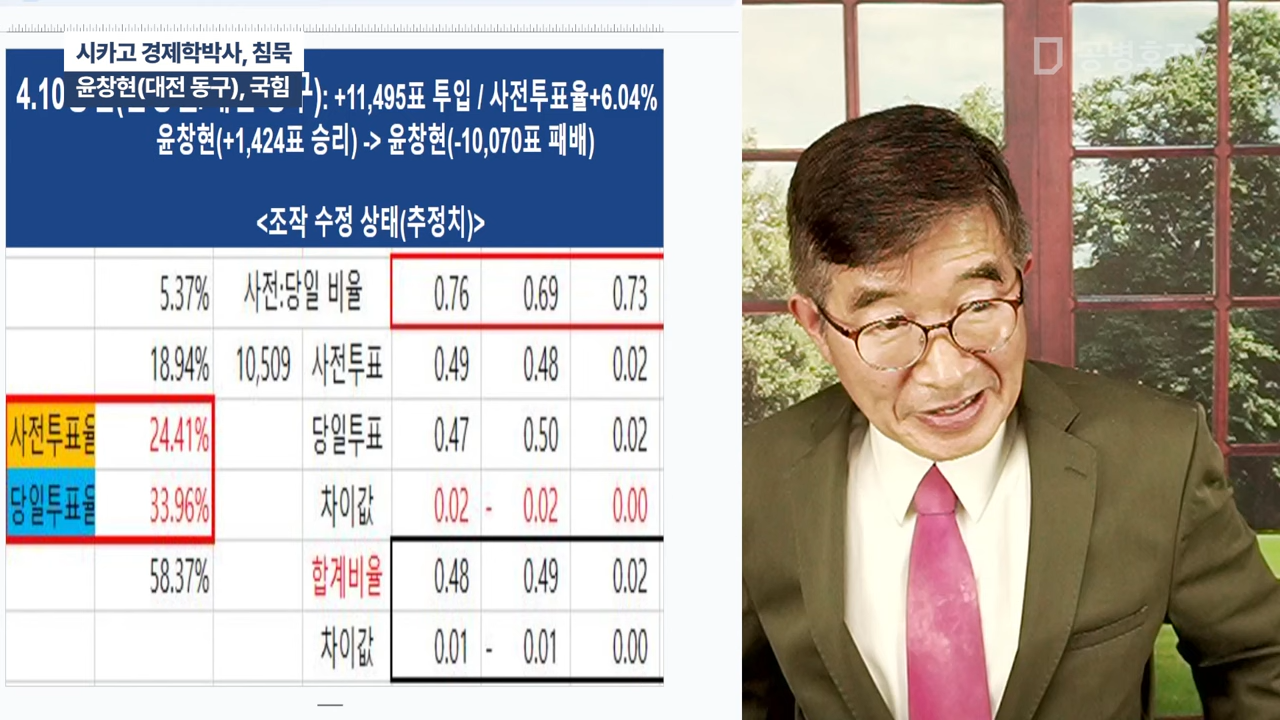 시카고 경제학박사, 침묵
윤창현(대전 동구), 국힘
4.10 : +11,495표 투입 / 사전투표율+6.04%
윤창현(+1,424표 승리) -> 윤창현(-10,070표 패배)
<조작 수정 상태(추정치)>
5.37% 사전:당일 비율 0.76 0.69 0.73
18.94% 10,509 사전투표 0.49 0.48 0.02
사전투표율 24.41% 당일투표 0.47 0.50 0.02
당일투표율 33.96% 차이값 0.02 - 0.02 0.00
58.37% 합계비율 0.48 0.49 0.02
차이값 0.01 - 0.01 0.00
공병호TV